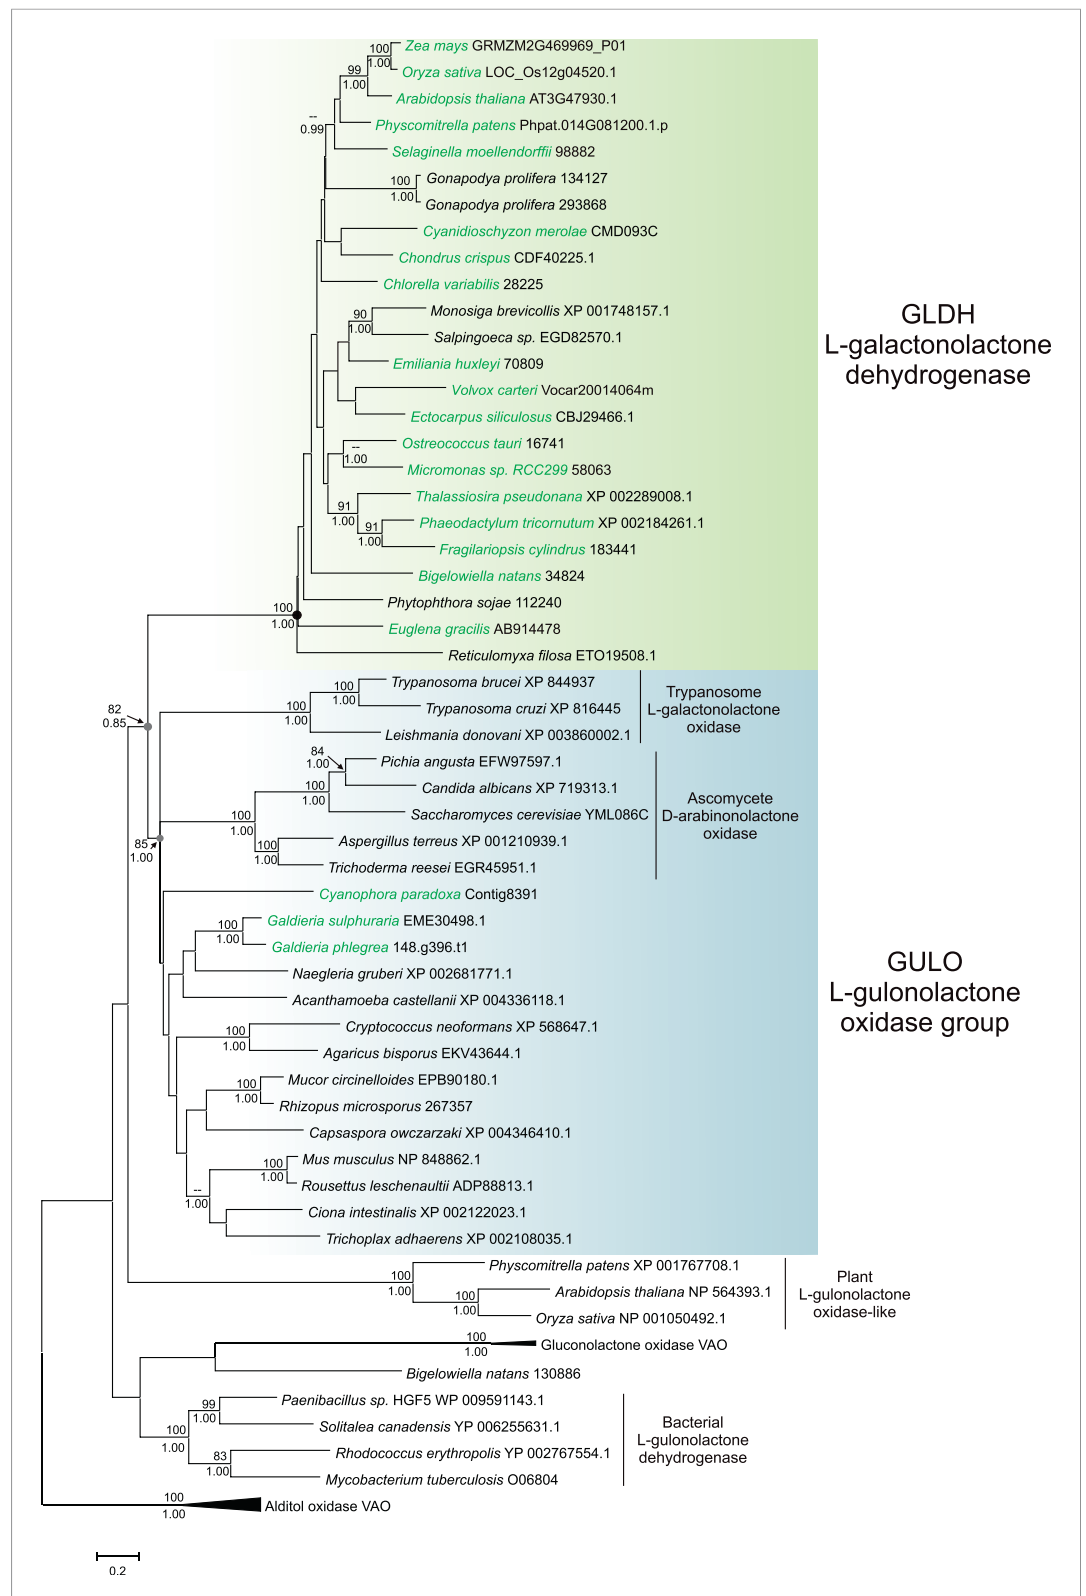 100
1.00
Zea mays GRMZM2G469969_P01
99
1.00
Oryza sativa LOC_Os12g04520.1
Arabidopsis thaliana AT3G47930.1
--
0.99
Physcomitrella patens Phpat.014G081200.1.p
Selaginella moellendorffii 98882
100
1.00
Gonapodya prolifera 134127
Gonapodya prolifera 293868
Cyanidioschyzon merolae CMD093C
Chondrus crispus CDF40225.1
Chlorella variabilis 28225
90
1.00
Monosiga brevicollis XP 001748157.1
Salpingoeca sp. EGD82570.1
Emiliania huxleyi 70809
Volvox carteri Vocar20014064m
Ectocarpus siliculosus CBJ29466.1
--
1.00
Ostreococcus tauri 16741
Micromonas sp. RCC299 58063
91
1.00
Thalassiosira pseudonana XP 002289008.1
91
1.00
Phaeodactylum tricornutum XP 002184261.1
Fragilariopsis cylindrus 183441
Bigelowiella natans 34824
Phytophthora sojae 112240
100
1.00
Euglena gracilis AB914478
Reticulomyxa filosa ETO19508.1
GLDH
L-galactonolactone
dehydrogenase
82
0.85
100
1.00
100
1.00
Trypanosoma brucei XP 844937
Trypanosoma cruzi XP 816445
Leishmania donovani XP 003860002.1
Trypanosome
L-galactonolactone
oxidase
84
1.00
Pichia angusta EFW97597.1
100
1.00
Candida albicans XP 719313.1
Saccharomyces cerevisiae YML086C
100
1.00
100
1.00
Aspergillus terreus XP 001210939.1
Trichoderma reesei EGR45951.1
Ascomycete
D-arabinonolactone
oxidase
85
1.00
Cyanophora paradoxa Contig8391
100
1.00
Galdieria sulphuraria EME30498.1
Galdieria phlegrea 148.g396.t1
Naegleria gruberi XP 002681771.1
Acanthamoeba castellanii XP 004336118.1
100
1.00
Cryptococcus neoformans XP 568647.1
Agaricus bisporus EKV43644.1
100
1.00
Mucor circinelloides EPB90180.1
Rhizopus microsporus 267357
Capsaspora owczarzaki XP 004346410.1
100
1.00
Mus musculus NP 848862.1
Rousettus leschenaultii ADP88813.1
--
1.00
Ciona intestinalis XP 002122023.1
Trichoplax adhaerens XP 002108035.1
GULO
L-gulonolactone
oxidase group
100
1.00
Physcomitrella patens XP 001767708.1
100
1.00
Arabidopsis thaliana NP 564393.1
Oryza sativa NP 001050492.1
Plant
L-gulonolactone
oxidase-like
100
1.00
Gluconolactone oxidase VAO
Bigelowiella natans 130886
100
1.00
99
1.00
Paenibacillus sp. HGF5 WP 009591143.1
Solitalea canadensis YP 006255631.1
83
1.00
Rhodococcus erythropolis YP 002767554.1
Mycobacterium tuberculosis O06804
Bacterial
L-gulonolactone
dehydrogenase
100
1.00
Alditol oxidase VAO
0.2